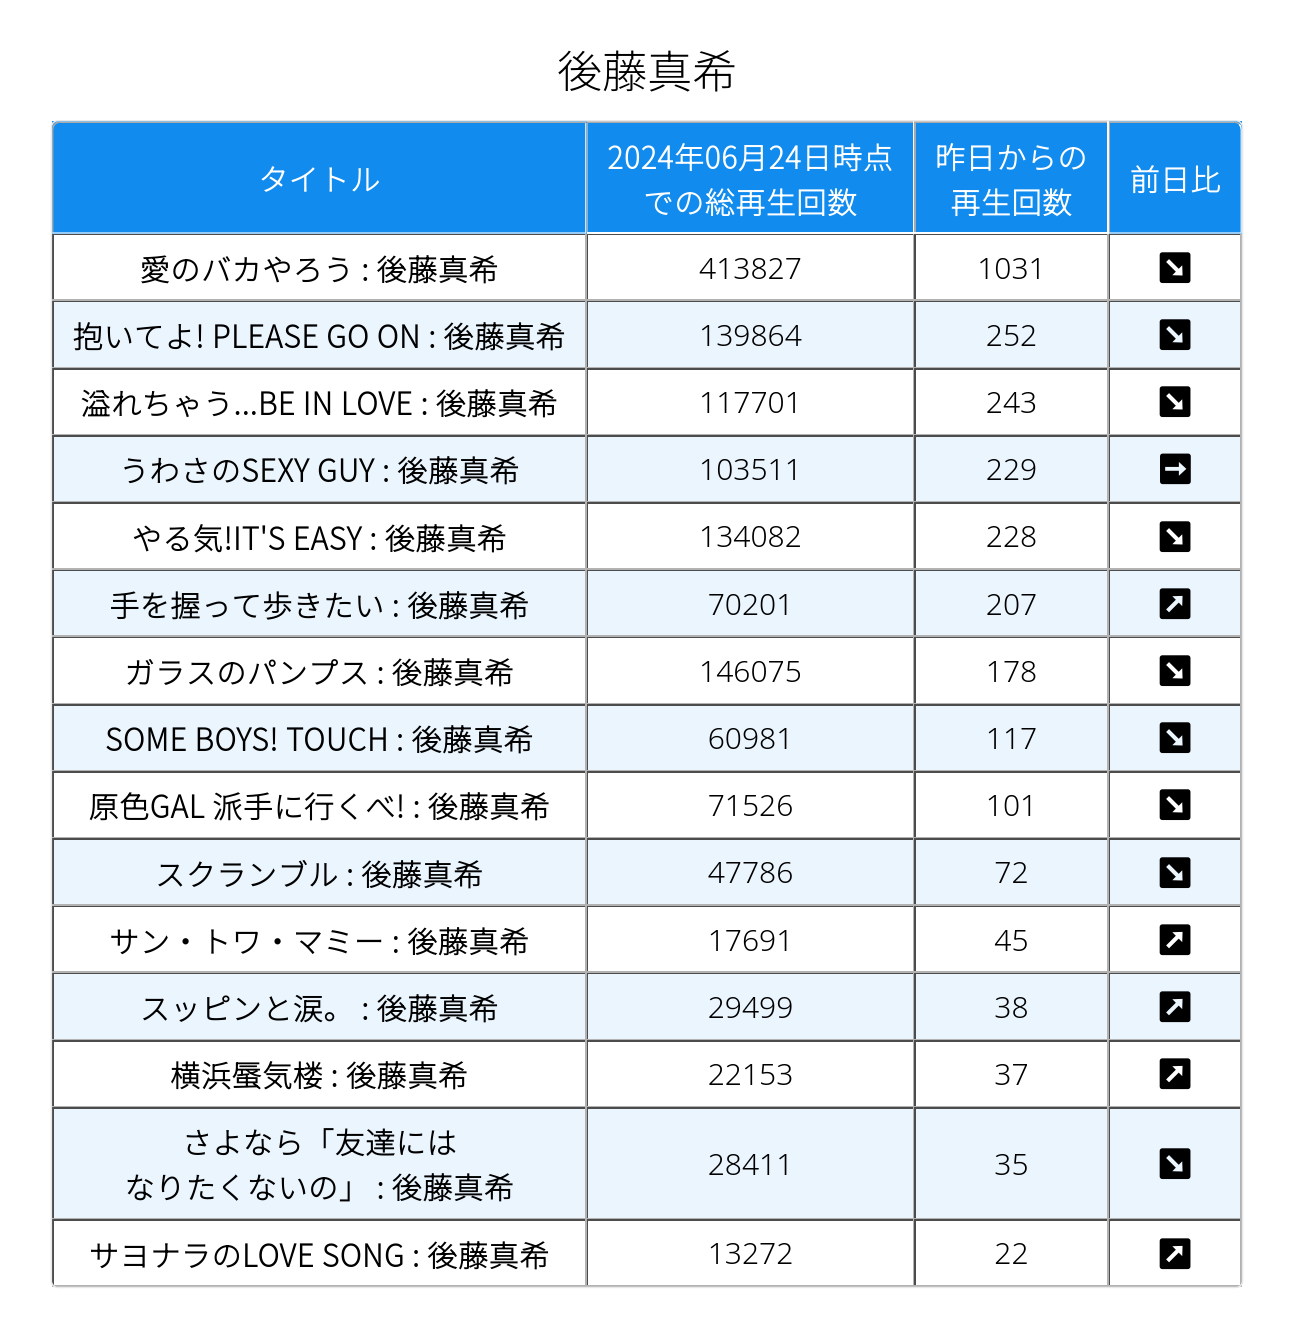 後藤真希
タイトル
2024年06月24日時点
での総再生回数
昨日からの
再生回数
前日比
愛のバカやろう : 後藤真希 413827 1031 ↘
抱いてよ! PLEASE GO ON : 後藤真希 139864 252 ↘
溢れちゃう...BE IN LOVE : 後藤真希 117701 243 ↘
うわさのSEXY GUY : 後藤真希 103511 229 →
やる気!IT'S EASY : 後藤真希 134082 228 ↘
手を握って歩きたい : 後藤真希 70201 207 ↗
ガラスのパンプス : 後藤真希 146075 178 ↘
SOME BOYS! TOUCH : 後藤真希 60981 117 ↘
原色GAL 派手に行くべ! : 後藤真希 71526 101 ↘
スクランブル : 後藤真希 47786 72 ↘
サン・トワ・マミー : 後藤真希 17691 45 ↗
スッピンと涙。 : 後藤真希 29499 38 ↗
横浜蜃気楼 : 後藤真希 22153 37 ↗
さよなら「友達には
なりたくないの」 : 後藤真希 28411 35 ↘
サヨナラのLOVE SONG : 後藤真希 13272 22 ↗